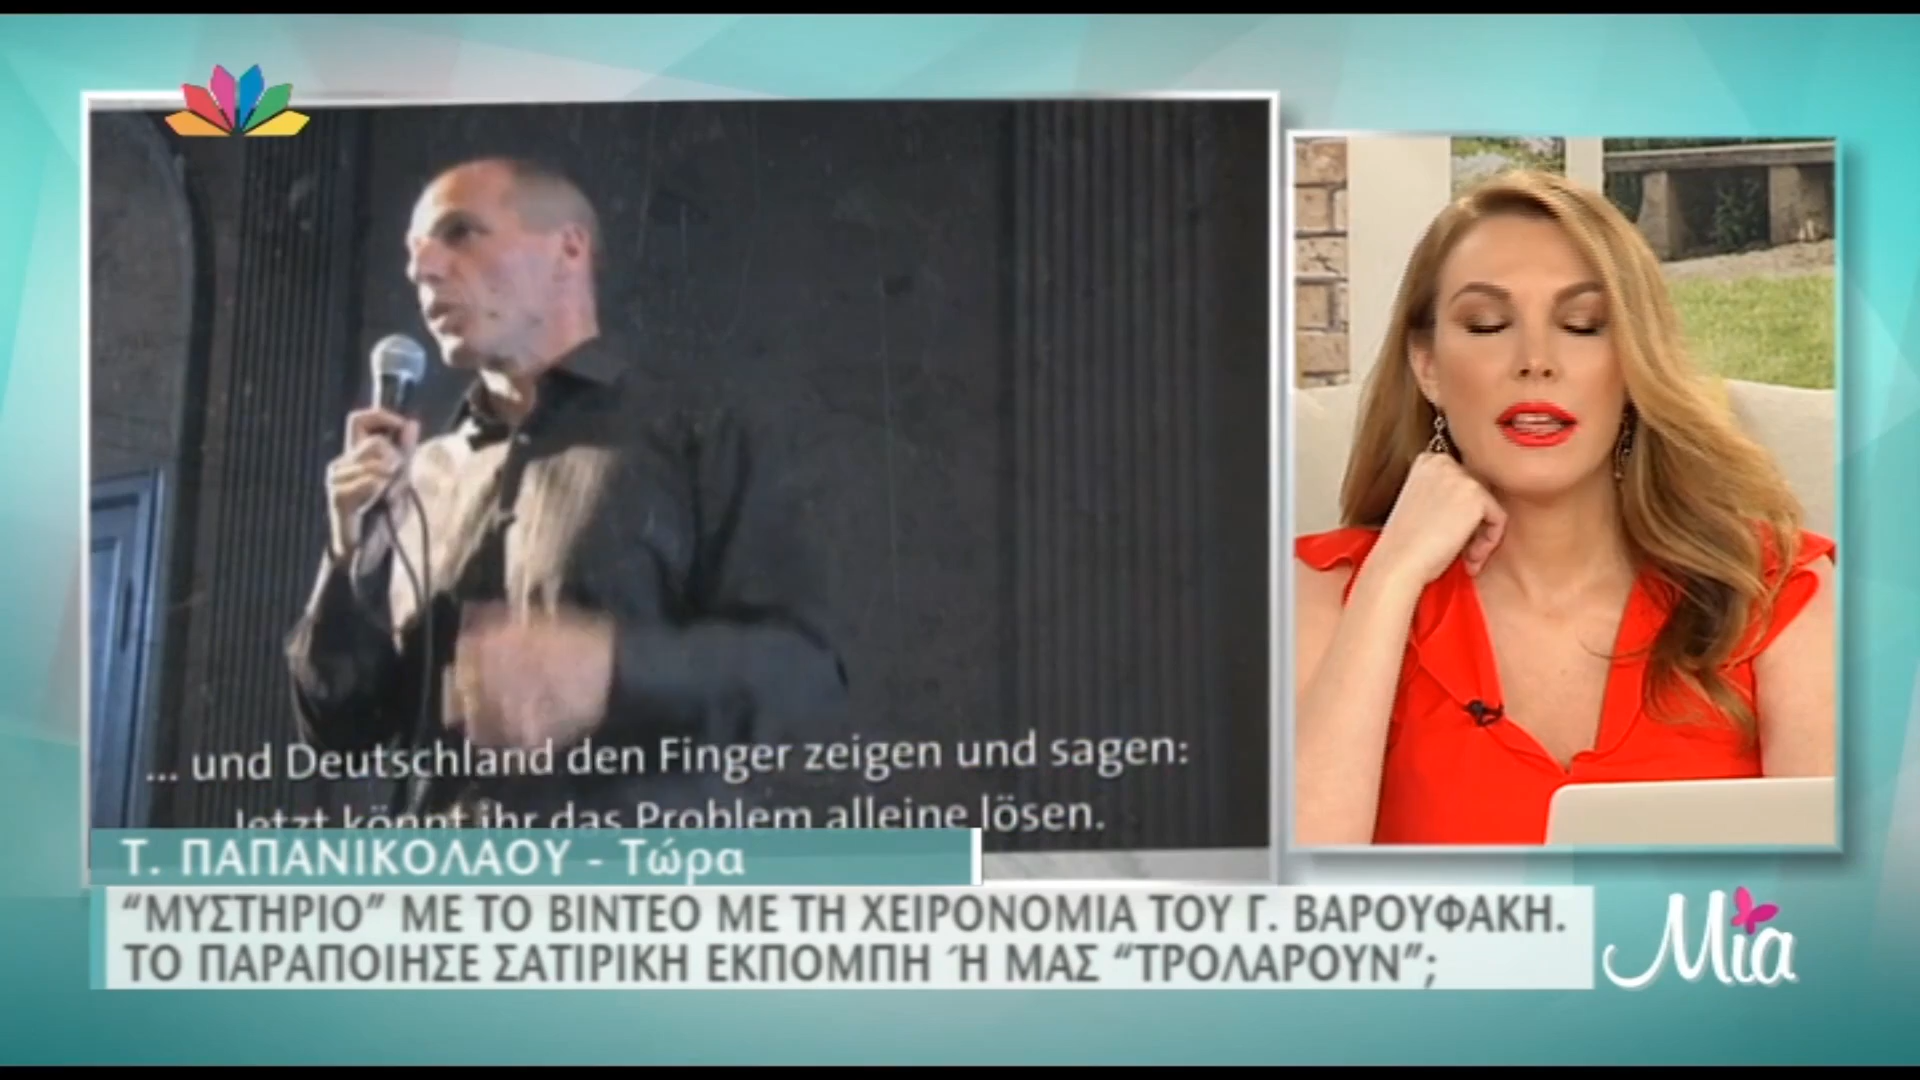 ... und Deutschland den Finger zeigen und sagen:
Jetzt könnt ihr das Problem alleine lösen.
Τ. ΠΑΠΑΝΙΚΟΛΑΟΥ - Τώρα
“ΜΥΣΤΗΡΙΟ” ΜΕ ΤΟ ΒΙΝΤΕΟ ΜΕ ΤΗ ΧΕΙΡΟΝΟΜΙΑ ΤΟΥ Γ. ΒΑΡΟΥΦΑΚΗ.
ΤΟ ΠΑΡΑΠΟΙΗΣΕ ΣΑΤΙΡΙΚΗ ΕΚΠΟΜΠΗ Ή ΜΑΣ “ΤΡΟΛΑΡΟΥΝ”;
Μία